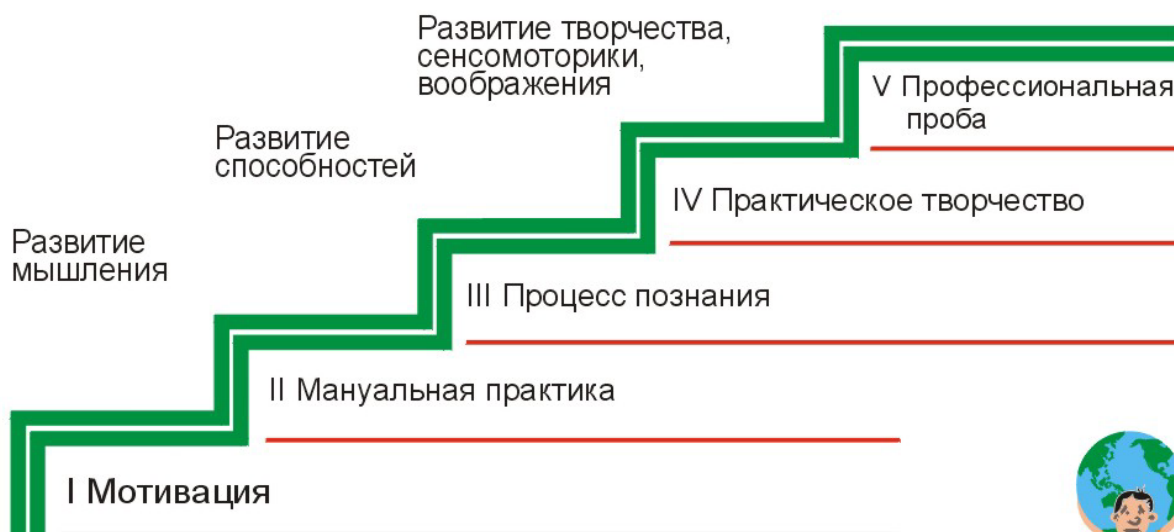 Развитие творчества,
сенсомоторики,
воображения
V Профессиональная
проба
Развитие
способностей
IV Практическое творчество
Развитие
мышления
III Процесс познания
II Мануальная практика
I Мотивация